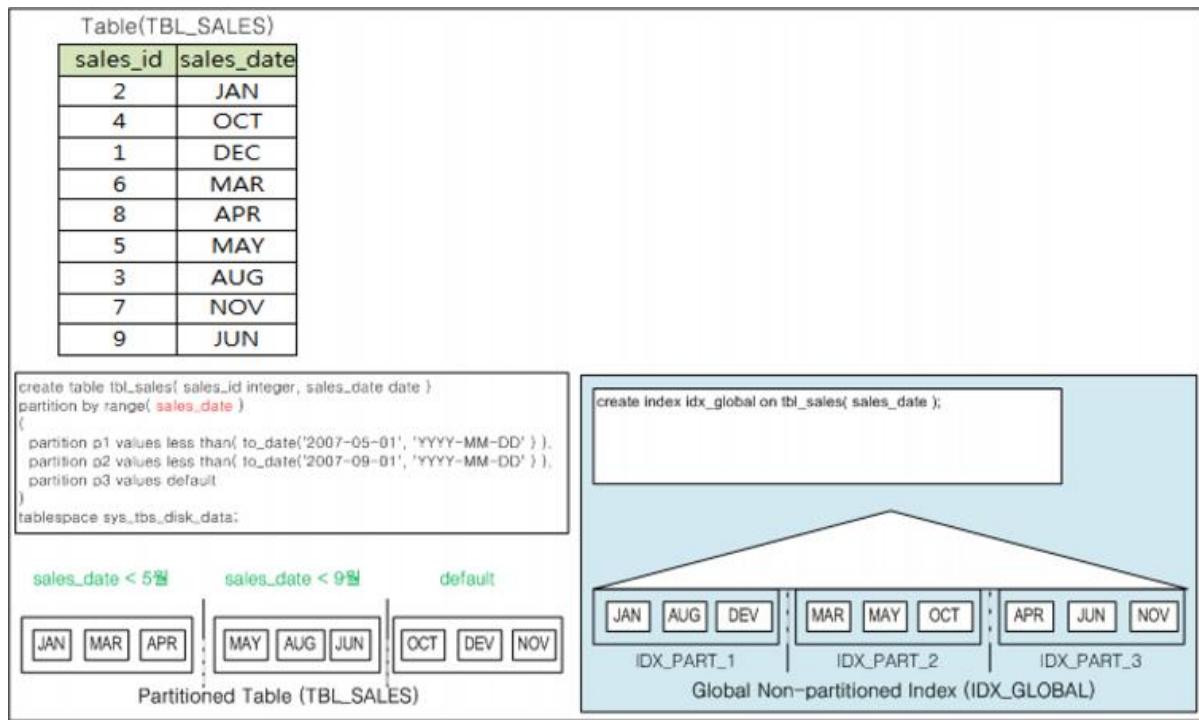 Table(TBL_SALES)
sales_id sales_date
2 JAN
4 OCT
1 DEC
6 MAR
8 APR
5 MAY
3 AUG
7 NOV
9 JUN
create table tbl_sales( sales_id integer, sales_date date )
partition by range( sales_date )
(
partition p1 values less than( to_date('2007-05-01', 'YYYY-MM-DD' ) ),
partition p2 values less than( to_date('2007-09-01', 'YYYY-MM-DD' ) ),
partition p3 values default
)
tablespace sys_tbs_disk_data;
sales_date < 5월 sales_date < 9월 default
JAN MAR APR MAY AUG JUN OCT DEV NOV
Partitioned Table (TBL_SALES)
create index idx_global on tbl_sales( sales_date );
JAN AUG DEV MAR MAY OCT APR JUN NOV
IDX_PART_1 IDX_PART_2 IDX_PART_3
Global Non-partitioned Index (IDX_GLOBAL)